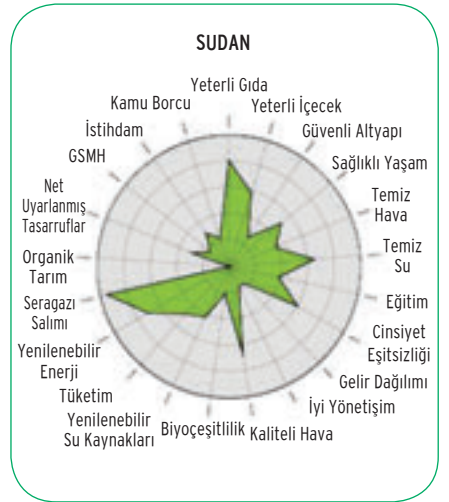 SUDAN
Yeterli Gıda
Yeterli İçecek
Güvenli Altyapı
Sağlıklı Yaşam
Temiz
Hava
Temiz
Su
Eğitim
Cinsiyet
Eşitsizliği
Gelir Dağılımı
İyi Yönetişim
Kaliteli Hava
Biyoçeşitlilik
Yenilenebilir
Su Kaynakları
Tüketim
Yenilenebilir
Enerji
Seragazı
Salımı
Organik
Tarım
Net
Uyarlanmış
Tasarruflar
GSMH
İstihdam
Kamu Borcu